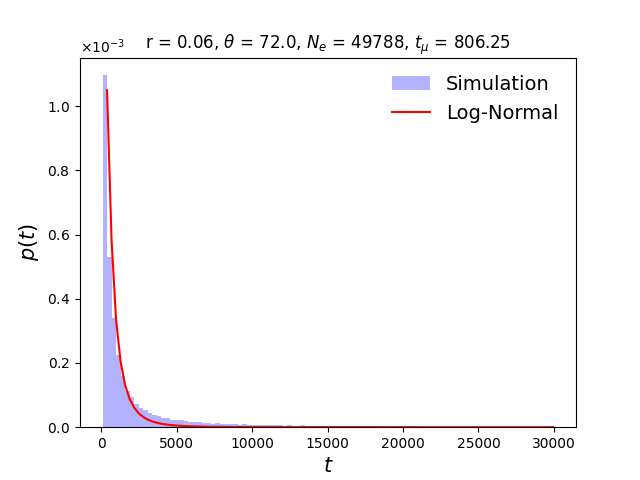 ×10⁻³ r = 0.06, θ = 72.0, Nₑ = 49788, t_μ = 806.25
Simulation
Log-Normal
1.0
0.8
0.6
0.4
0.2
0.0
p(t)
0 5000 10000 15000 20000 25000 30000
t